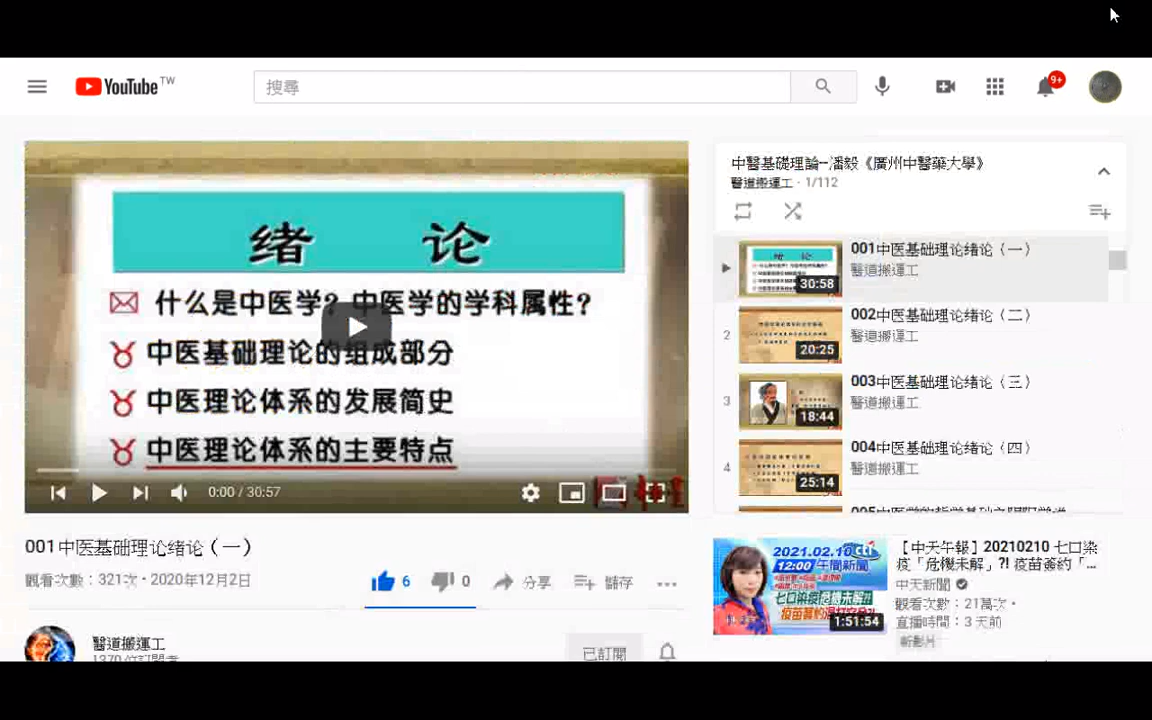 YouTube TW
搜尋
9+
绪 论
什么是中医学？中医学的学科属性？
中医基础理论的组成部分
中医理论体系的发展简史
中医理论体系的主要特点
0:00 / 30:57
001中医基础理论绪论（一）
觀看次數：321次 • 2020年12月2日
6
0
分享
儲存
醫道搬運工
已訂閱
中醫基礎理論--潘毅《廣州中醫藥大學》
醫道搬運工 · 1/112
30:58
001中医基础理论绪论（一）
醫道搬運工
2
20:25
002中医基础理论绪论（二）
醫道搬運工
3
18:44
003中医基础理论绪论（三）
醫道搬運工
4
25:14
004中医基础理论绪论（四）
醫道搬運工
2021.02.10
cti
12:00 午間新聞
1:51:54
【中天午報】20210210 七口染
疫「危機未解」?! 疫苗簽約「...
中天新聞
觀看次數：21萬次 •
直播時間：3 天前
新影片